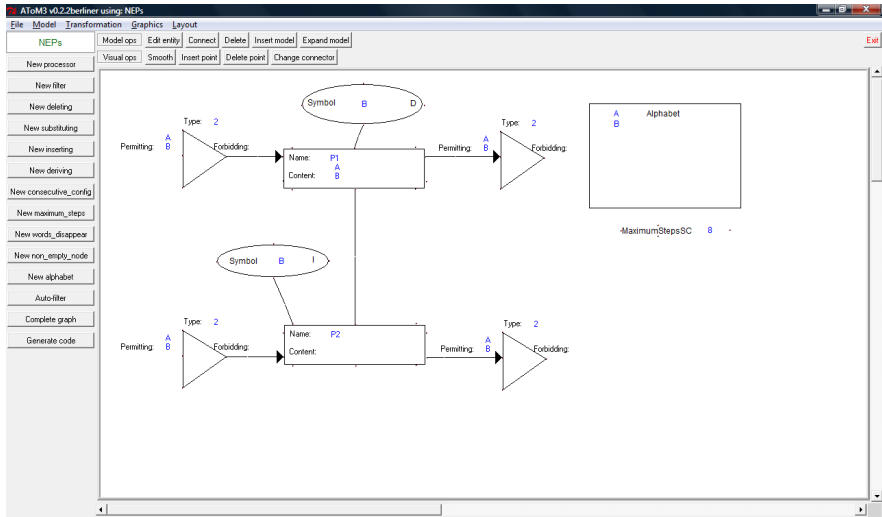 AToM3 v0.2.2berliner using: NEPs
File Model Transformation Graphics Layout
NEPs
Model ops Edit entity Connect Delete Insert model Expand model
Exit
Visual ops Smooth Insert point Delete point Change connector
New processor
New filter
New deleting
New substituting
New inserting
New deriving
New consecutive_config
New maximum_steps
New words_disappear
New non_empty_node
New alphabet
Auto-filter
Complete graph
Generate code
Symbol B D
Type: 2
Permitting: A
B
Forbidding:
Name: P1
Content: A
B
Type: 2
Permitting: A
B
Forbidding:
A
B
Alphabet
MaximumStepsSC 8
Symbol B I
Type: 2
Permitting: A
B
Forbidding:
Name: P2
Content:
Type: 2
Permitting: A
B
Forbidding: